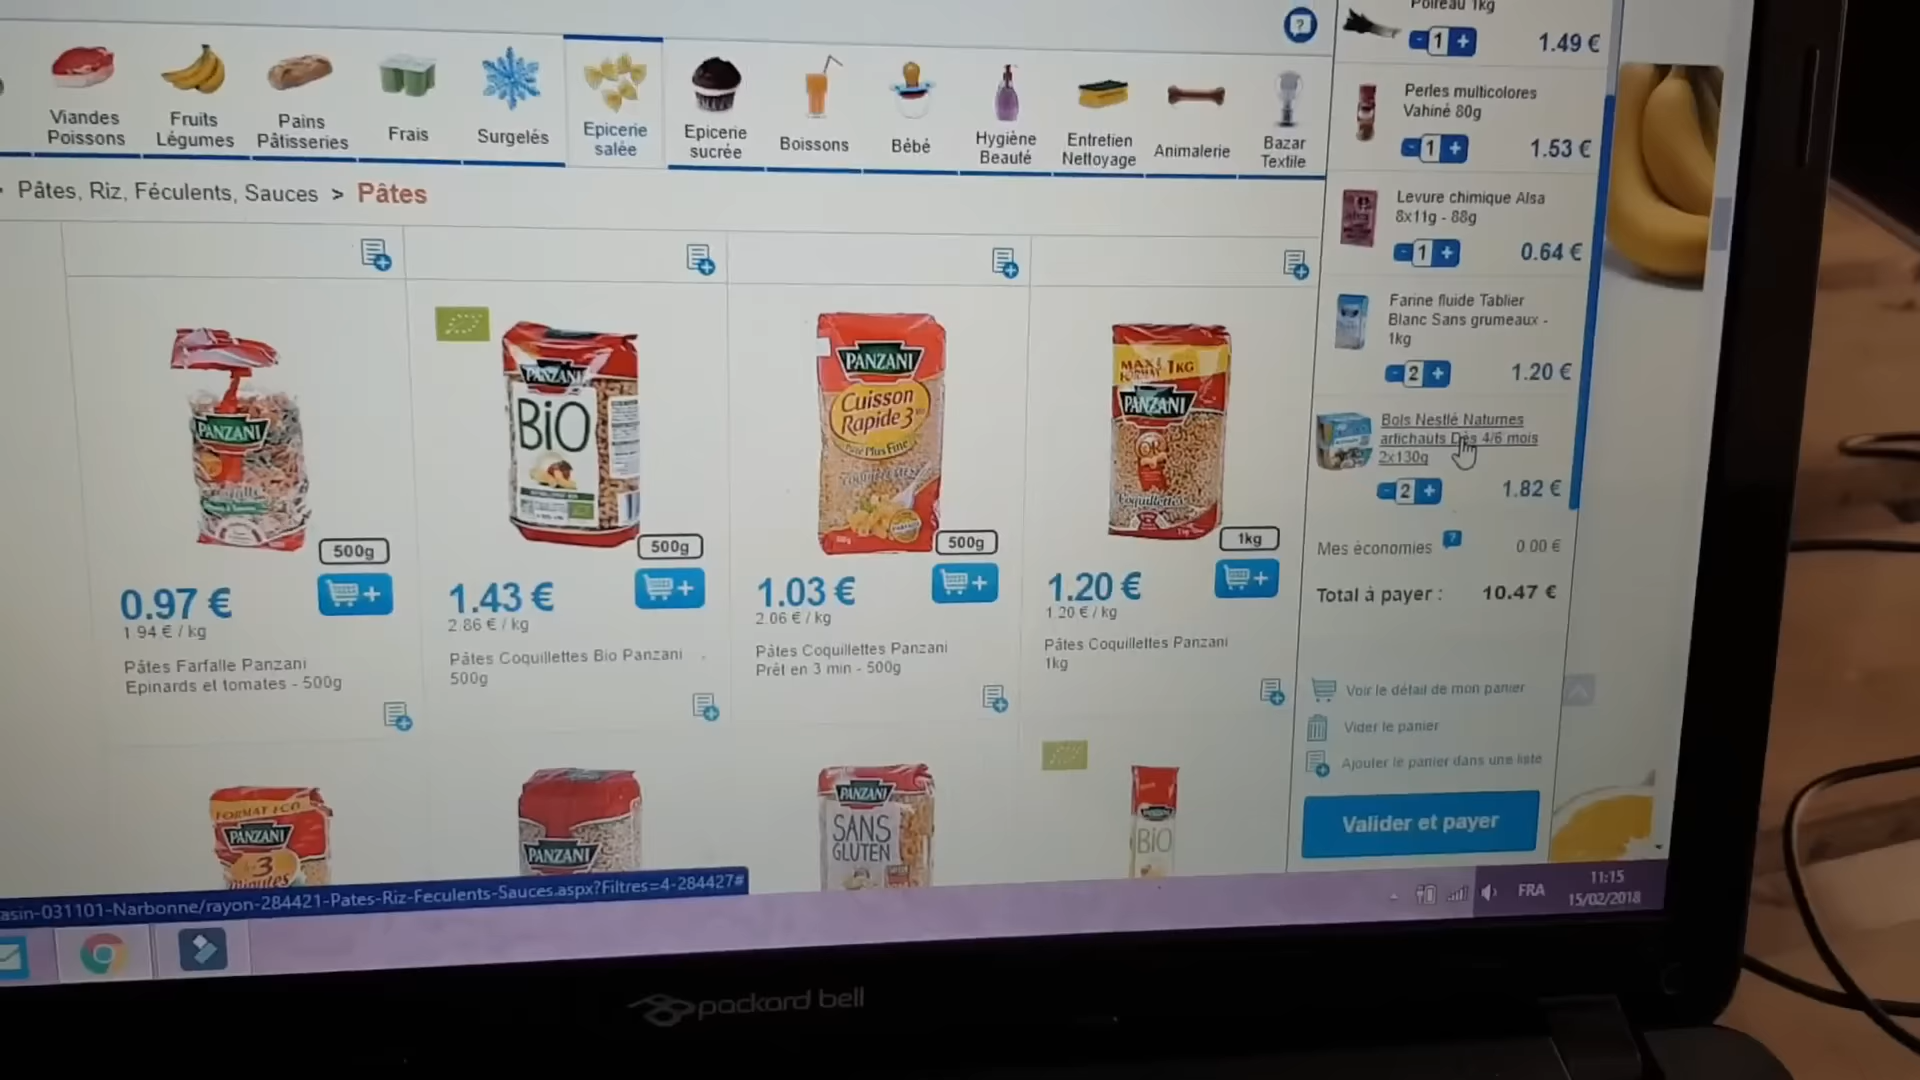 Viandes
Poissons
Fruits
Légumes
Pains
Pâtisseries
Frais
Surgelés
Epicerie
salée
Epicerie
sucrée
Boissons
Bébé
Hygiène
Beauté
Entretien
Nettoyage
Animalerie
Bazar
Textile
?
Pâtes, Riz, Féculents, Sauces > Pâtes
PANZANI
500g
0.97 €
1.94 € / kg
Pâtes Farfalle Panzani
Epinards et tomates - 500g
PANZANI
BiO
500g
1.43 €
2.86 € / kg
Pâtes Coquillettes Bio Panzani
500g
PANZANI
Cuisson
Rapide 3
Plus Fine
500g
1.03 €
2.06 € / kg
Pâtes Coquillettes Panzani
Prêt en 3 min - 500g
MAXI
FORMAT 1KG
PANZANI
OR
Coquillettes
1kg
1.20 €
1.20 € / kg
Pâtes Coquillettes Panzani
1kg
FORMAT ECO
PANZANI
3
minutes
PANZANI
PANZANI
SANS
GLUTEN
BiO
Poireau 1kg
- 1 +
1.49 €
Perles multicolores
Vahiné 80g
- 1 +
1.53 €
Levure chimique Alsa
8x11g - 88g
- 1 +
0.64 €
Farine fluide Tablier
Blanc Sans grumeaux -
1kg
- 2 +
1.20 €
Bols Nestlé Naturnes
artichauts Dès 4/6 mois
2x130g
- 2 +
1.82 €
Mes économies ?
0.00 €
Total à payer :
10.47 €
Voir le détail de mon panier
Vider le panier
Ajouter le panier dans une liste
Valider et payer
asin-031101-Narbonne/rayon-284421-Pates-Riz-Feculents-Sauces.aspx?Filtres=4-284427#
FRA
11:15
15/02/2018
packard bell